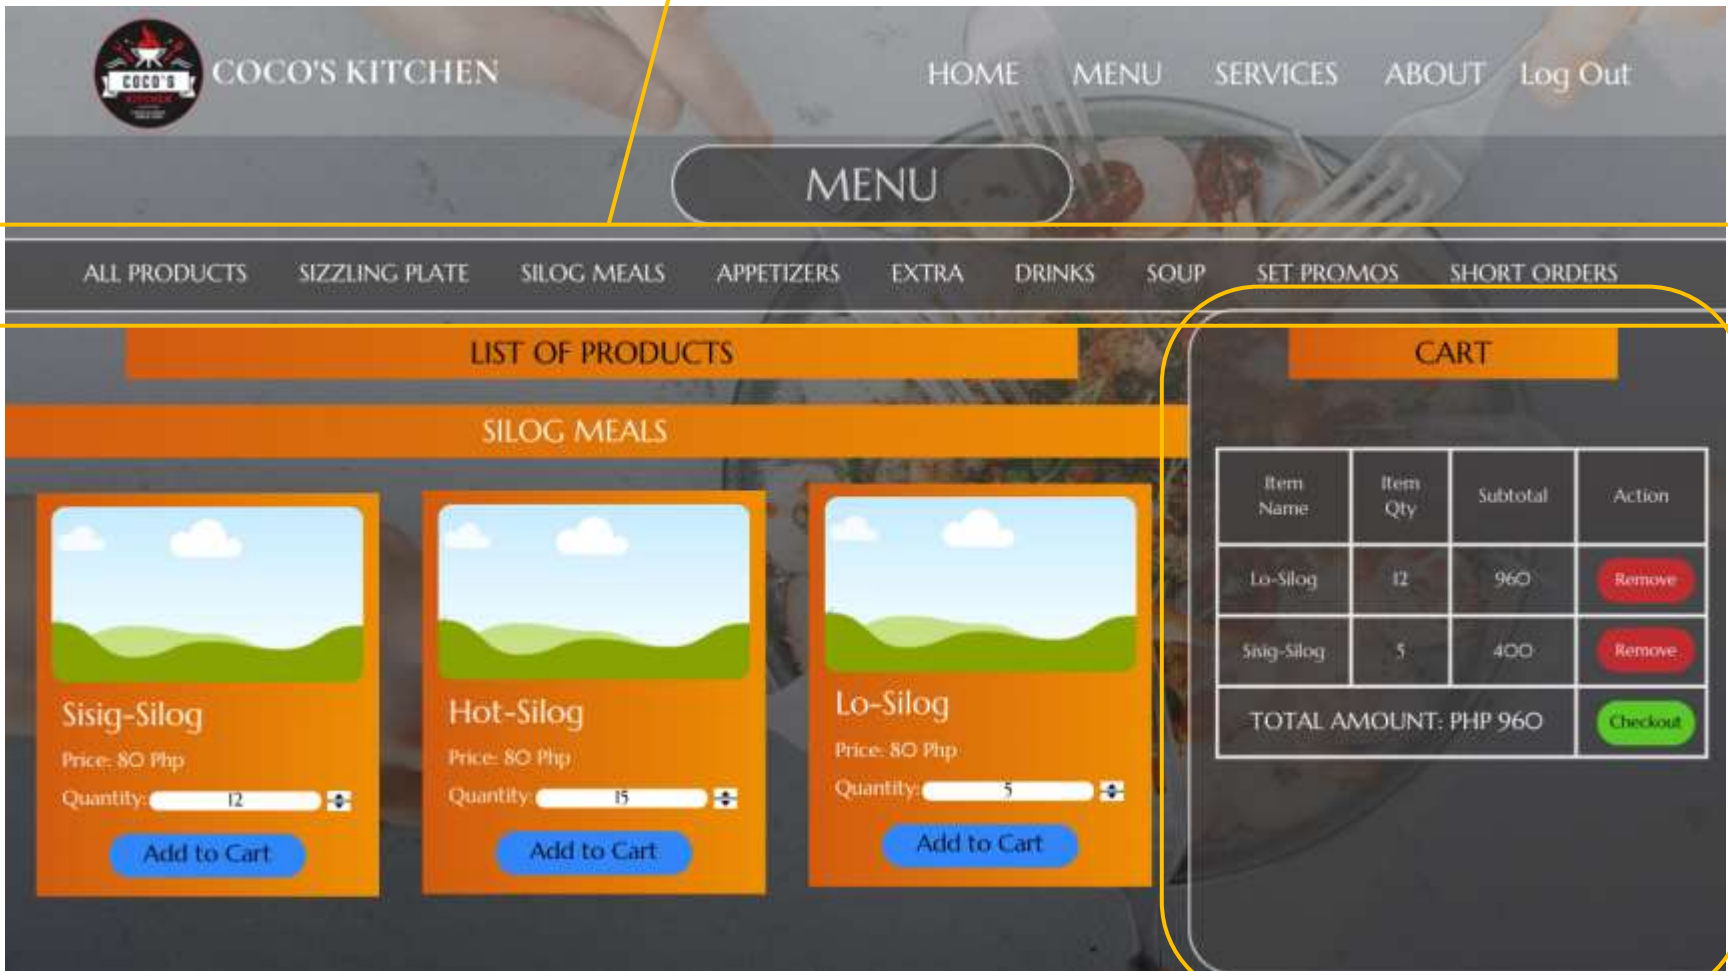 COCO'S
KITCHEN
COCO'S KITCHEN
HOME MENU SERVICES ABOUT Log Out
MENU
ALL PRODUCTS SIZZLING PLATE SILOG MEALS APPETIZERS EXTRA DRINKS SOUP SET PROMOS SHORT ORDERS
LIST OF PRODUCTS
SILOG MEALS
Sisig-Silog
Price: 80 Php
Quantity: 12
Add to Cart
Hot-Silog
Price: 80 Php
Quantity: 15
Add to Cart
Lo-Silog
Price: 80 Php
Quantity: 5
Add to Cart
CART
Item Name Item Qty Subtotal Action
Lo-Silog 12 960 Remove
Sisig-Silog 5 400 Remove
TOTAL AMOUNT: PHP 960 Checkout